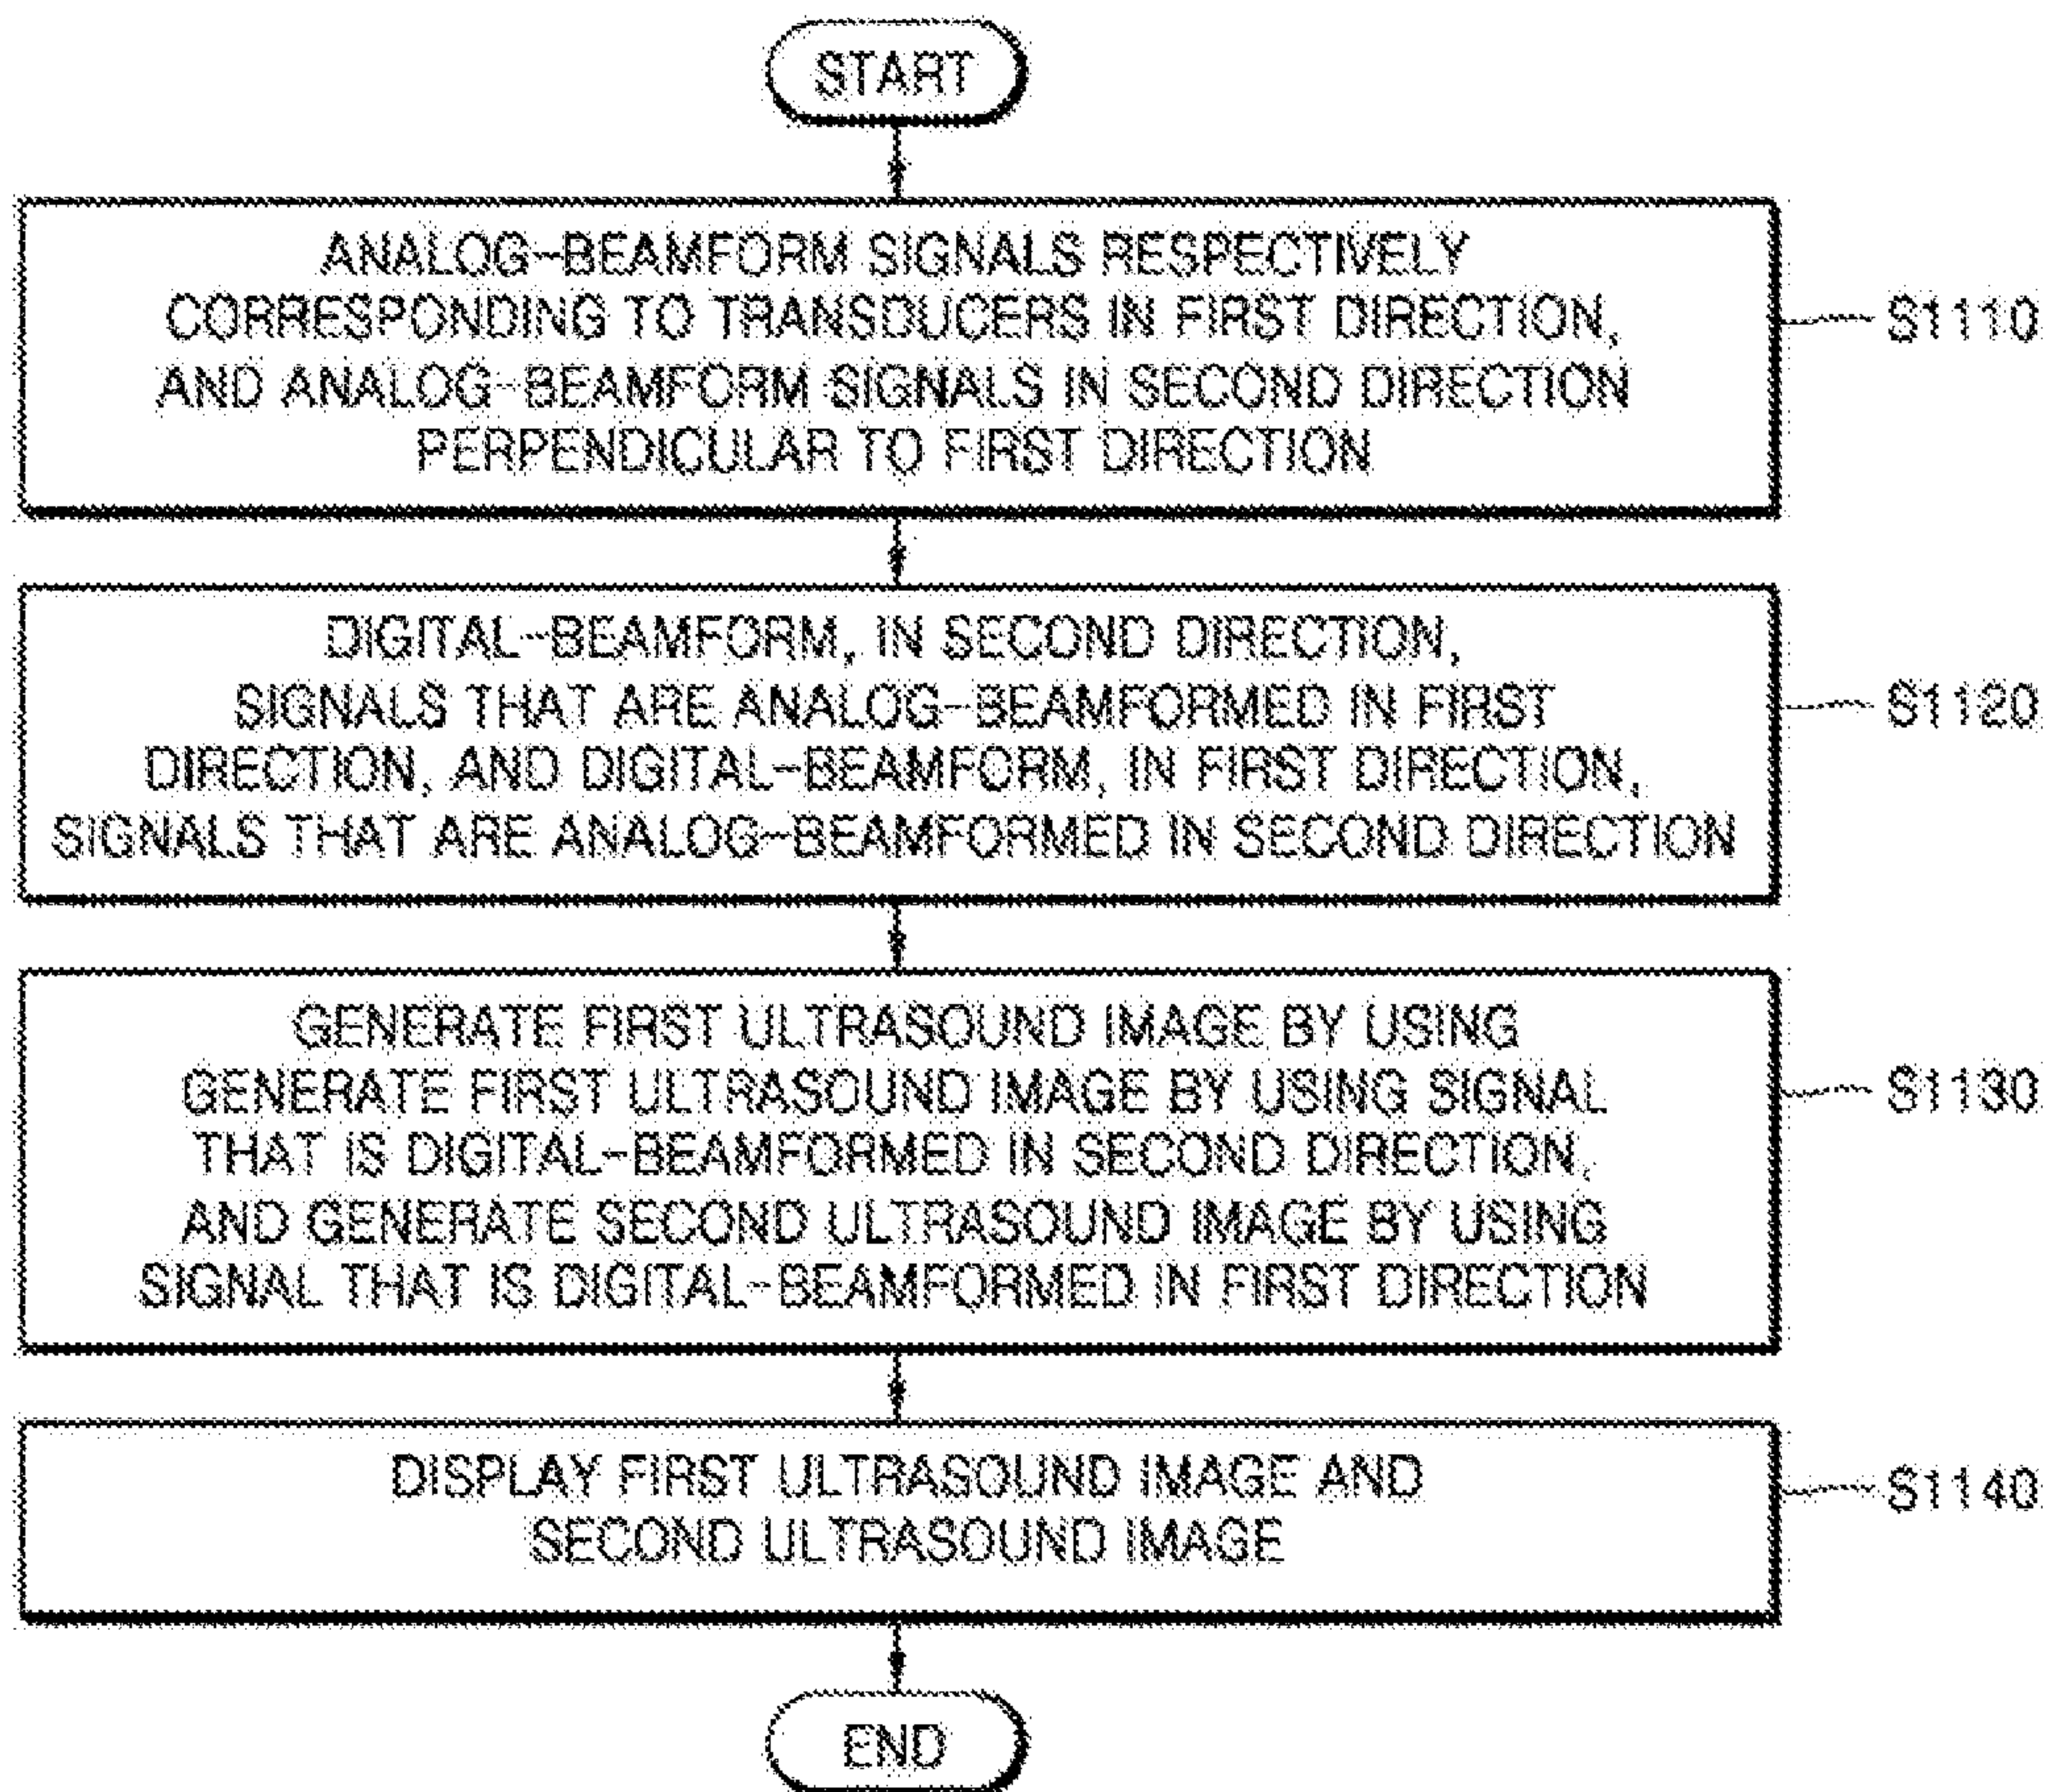 START
ANALOG-BEAMFORM SIGNALS RESPECTIVELY
CORRESPONDING TO TRANSDUCERS IN FIRST DIRECTION,
AND ANALOG-BEAMFORM SIGNALS IN SECOND DIRECTION
PERPENDICULAR TO FIRST DIRECTION
S1110
DIGITAL-BEAMFORM, IN SECOND DIRECTION,
SIGNALS THAT ARE ANALOG-BEAMFORMED IN FIRST
DIRECTION, AND DIGITAL-BEAMFORM, IN FIRST DIRECTION,
SIGNALS THAT ARE ANALOG-BEAMFORMED IN SECOND DIRECTION
S1120
GENERATE FIRST ULTRASOUND IMAGE BY USING
GENERATE FIRST ULTRASOUND IMAGE BY USING SIGNAL
THAT IS DIGITAL-BEAMFORMED IN SECOND DIRECTION,
AND GENERATE SECOND ULTRASOUND IMAGE BY USING
SIGNAL THAT IS DIGITAL-BEAMFORMED IN FIRST DIRECTION
S1130
DISPLAY FIRST ULTRASOUND IMAGE AND
SECOND ULTRASOUND IMAGE
S1140
END